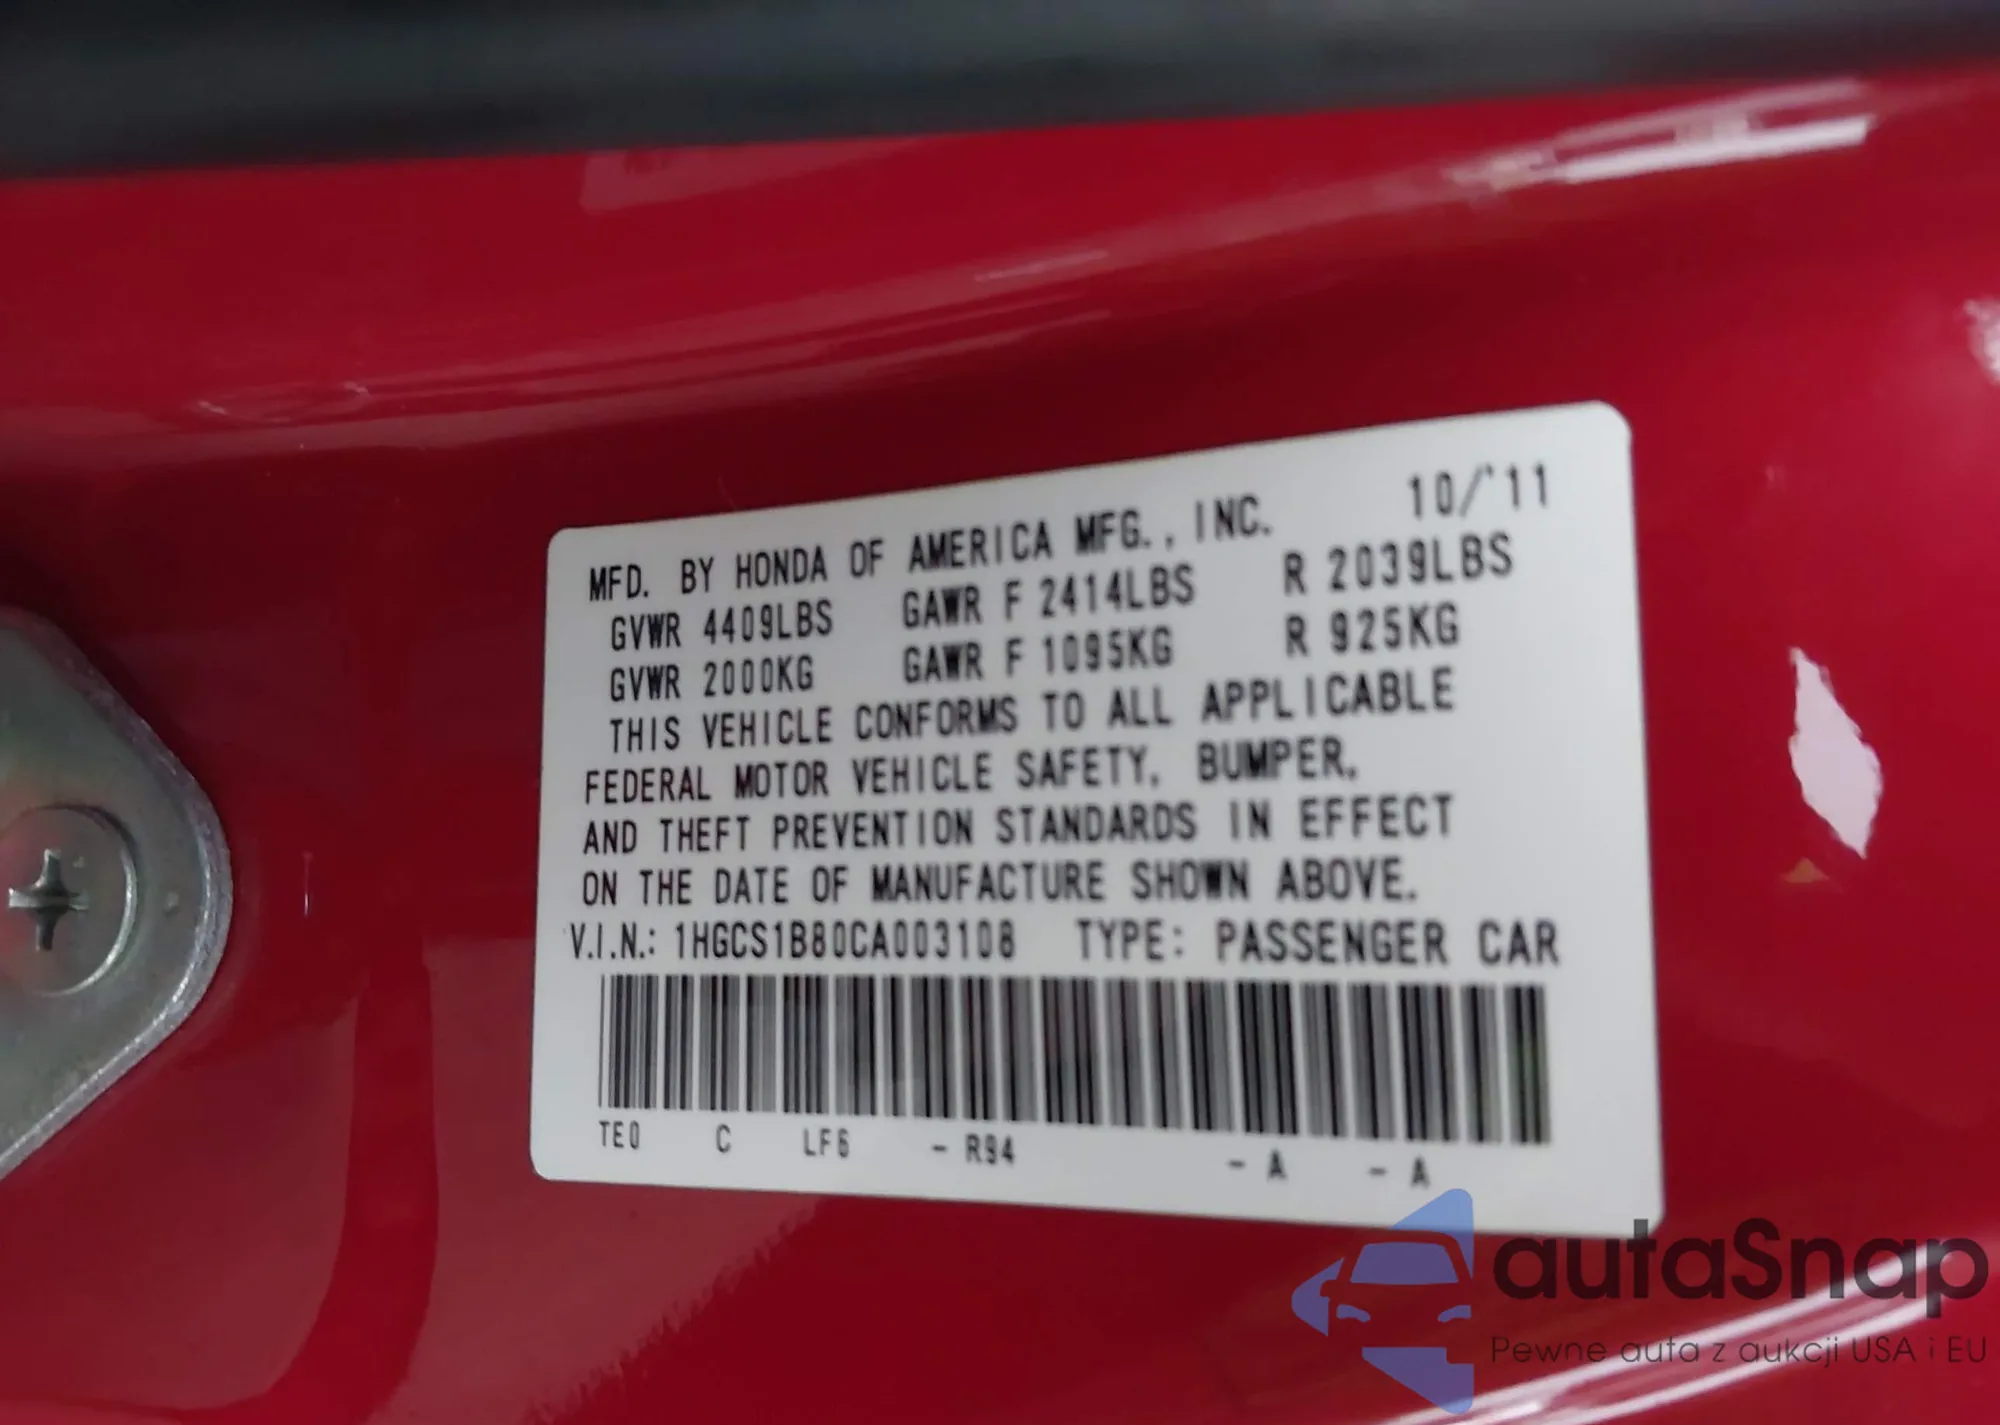 MFD. BY HONDA OF AMERICA MFG., INC. 10/'11
GVWR 4409LBS GAWR F 2414LBS R 2039LBS
GVWR 2000KG GAWR F 1095KG R 925KG
THIS VEHICLE CONFORMS TO ALL APPLICABLE
FEDERAL MOTOR VEHICLE SAFETY, BUMPER,
AND THEFT PREVENTION STANDARDS IN EFFECT
ON THE DATE OF MANUFACTURE SHOWN ABOVE.
V.I.N.: 1HGCS1B80CA003108 TYPE: PASSENGER CAR
TE0 C LF6 - R94 - A - A
autaSnap
Pewne auta z aukcji USA i EU